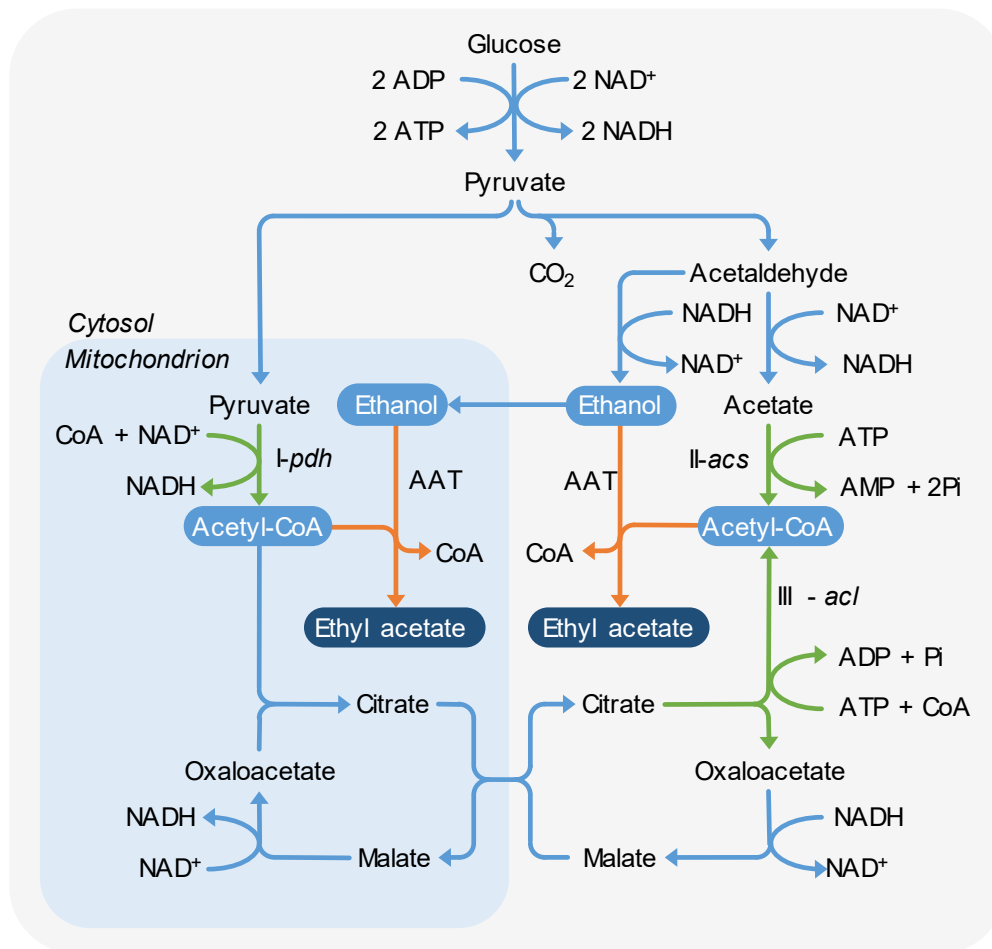 Glucose
2 ADP
2 NAD⁺
2 ATP
2 NADH
Pyruvate
CO₂
Acetaldehyde
NADH
NAD⁺
NAD⁺
NADH
Cytosol
Mitochondrion
Pyruvate
Ethanol
Ethanol
Acetate
CoA + NAD⁺
I-pdh
NADH
AAT
AAT
II-acs
ATP
AMP + 2Pi
Acetyl-CoA
CoA
CoA
Acetyl-CoA
III - acl
Ethyl acetate
Ethyl acetate
ADP + Pi
ATP + CoA
Citrate
Citrate
Oxaloacetate
Oxaloacetate
NADH
NAD⁺
Malate
Malate
NADH
NAD⁺